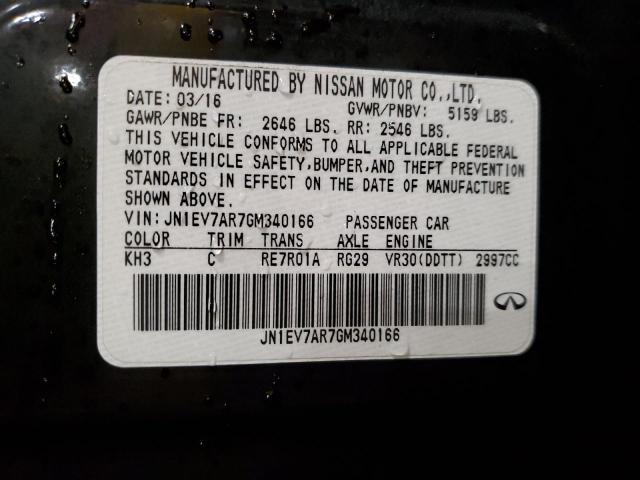 MANUFACTURED BY NISSAN MOTOR CO.,LTD.
DATE: 03/16 GVWR/PNBV: 5159 LBS.
GAWR/PNBE FR: 2646 LBS. RR: 2546 LBS.
THIS VEHICLE CONFORMS TO ALL APPLICABLE FEDERAL
MOTOR VEHICLE SAFETY,BUMPER,AND THEFT PREVENTION
STANDARDS IN EFFECT ON THE DATE OF MANUFACTURE
SHOWN ABOVE.
VIN: JN1EV7AR7GM340166 PASSENGER CAR
COLOR TRIM TRANS AXLE ENGINE
KH3 C RE7R01A RG29 VR30(DDTT) 2997CC
JN1EV7AR7GM340166